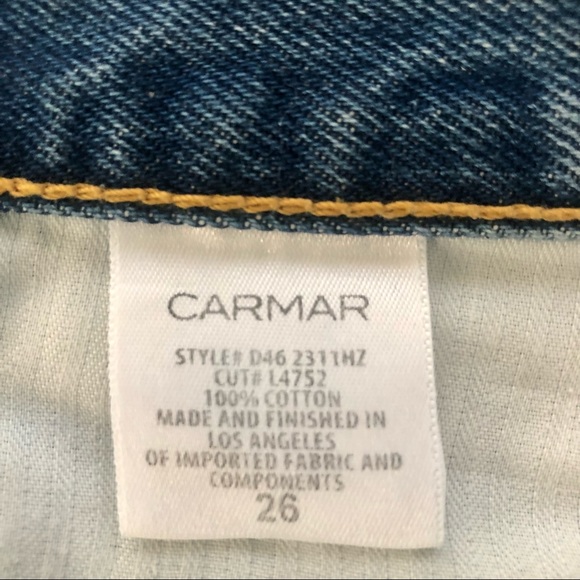 CARMAR
STYLE# D46 2311HZ
CUT# L4752
100% COTTON
MADE AND FINISHED IN
LOS ANGELES
OF IMPORTED FABRIC AND
COMPONENTS
26